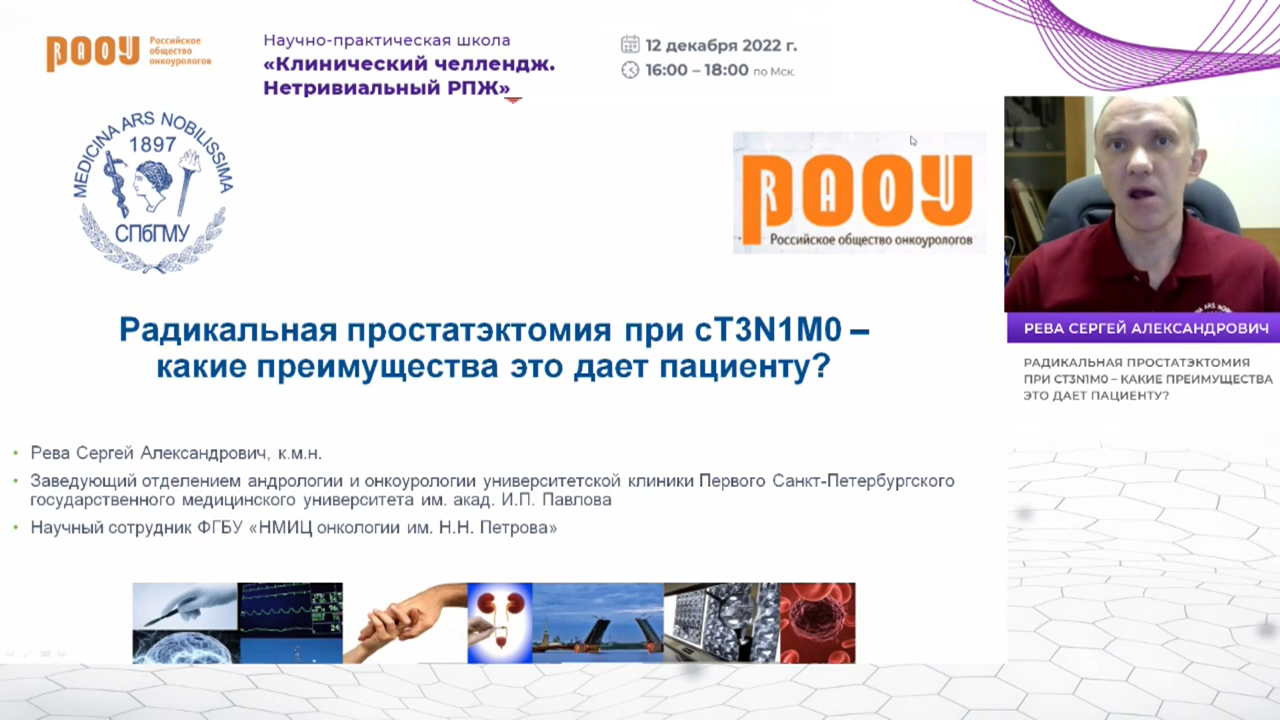 РАОУ
Российское
общество
онкоурологов
Научно-практическая школа
«Клинический челлендж.
Нетривиальный РПЖ»
12 декабря 2022 г.
16:00 – 18:00 по Мск.
MEDICINA ARS NOBILISSIMA
1897
СПбГМУ
РАОУ
Российское общество онкоурологов
Радикальная простатэктомия при cT3N1M0 –
какие преимущества это дает пациенту?
• Рева Сергей Александрович, к.м.н.
• Заведующий отделением андрологии и онкоурологии университетской клиники Первого Санкт-Петербургского
государственного медицинского университета им. акад. И.П. Павлова
• Научный сотрудник ФГБУ «НМИЦ онкологии им. Н.Н. Петрова»
РЕВА СЕРГЕЙ АЛЕКСАНДРОВИЧ
РАДИКАЛЬНАЯ ПРОСТАТЭКТОМИЯ
ПРИ CT3N1M0 – КАКИЕ ПРЕИМУЩЕСТВА
ЭТО ДАЕТ ПАЦИЕНТУ?